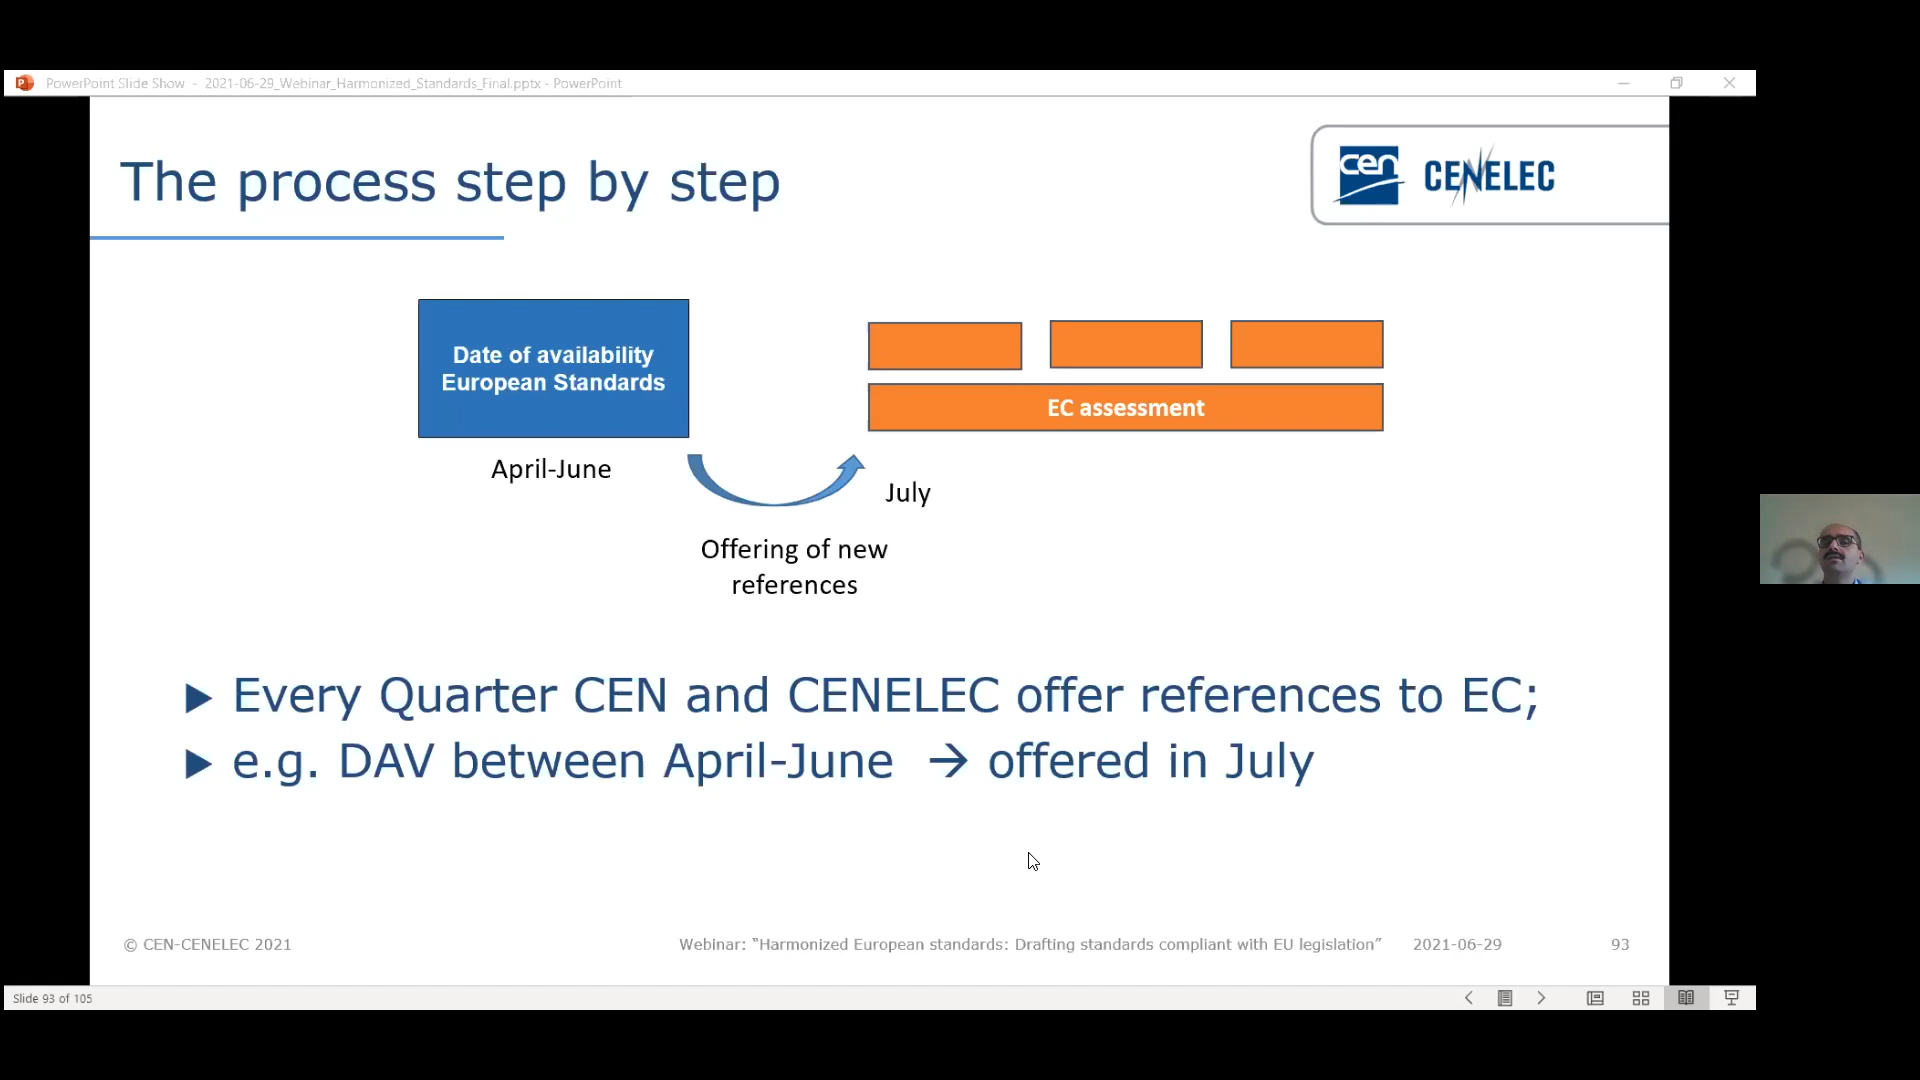 PowerPoint Slide Show - 2021-06-29_Webinar_Harmonized_Standards_Final.pptx - PowerPoint
The process step by step
cen
CENELEC
Date of availability
European Standards
EC assessment
April-June
July
Offering of new
references
Every Quarter CEN and CENELEC offer references to EC;
e.g. DAV between April-June → offered in July
© CEN-CENELEC 2021
Webinar: “Harmonized European standards: Drafting standards compliant with EU legislation”
2021-06-29
93
Slide 93 of 105